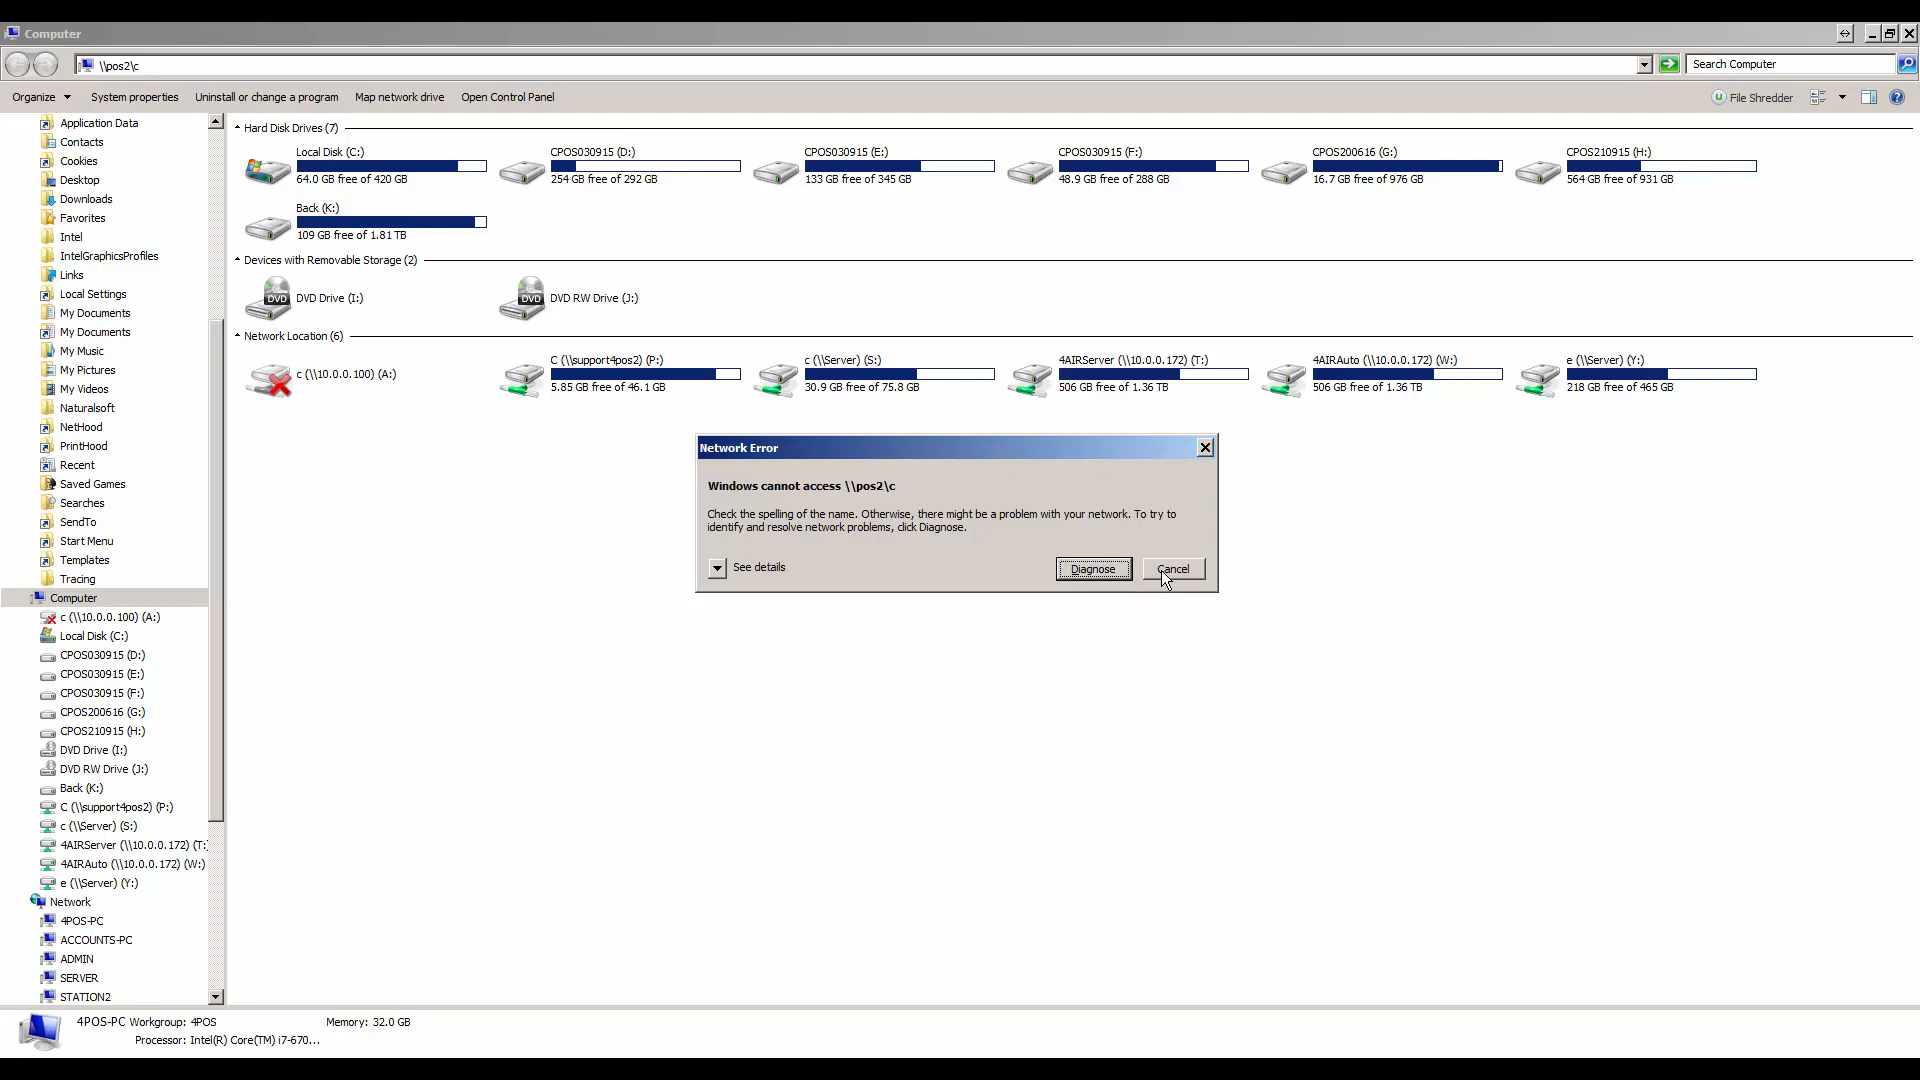 Computer
\\pos2\c
Search Computer
Organize System properties Uninstall or change a program Map network drive Open Control Panel File Shredder
Application Data
Contacts
Cookies
Desktop
Downloads
Favorites
Intel
IntelGraphicsProfiles
Links
Local Settings
My Documents
My Documents
My Music
My Pictures
My Videos
Naturalsoft
NetHood
PrintHood
Recent
Saved Games
Searches
SendTo
Start Menu
Templates
Tracing
Computer
c (\\10.0.0.100) (A:)
Local Disk (C:)
CPOS030915 (D:)
CPOS030915 (E:)
CPOS030915 (F:)
CPOS200616 (G:)
CPOS210915 (H:)
DVD Drive (I:)
DVD RW Drive (J:)
Back (K:)
C (\\support4pos2) (P:)
c (\\Server) (S:)
4AIRServer (\\10.0.0.172) (T:)
4AIRAuto (\\10.0.0.172) (W:)
e (\\Server) (Y:)
Network
4POS-PC
ACCOUNTS-PC
ADMIN
SERVER
STATION2
Hard Disk Drives (7)
Local Disk (C:)
64.0 GB free of 420 GB
CPOS030915 (D:)
254 GB free of 292 GB
CPOS030915 (E:)
133 GB free of 345 GB
CPOS030915 (F:)
48.9 GB free of 288 GB
CPOS200616 (G:)
16.7 GB free of 976 GB
CPOS210915 (H:)
564 GB free of 931 GB
Back (K:)
109 GB free of 1.81 TB
Devices with Removable Storage (2)
DVD
DVD Drive (I:)
DVD
DVD RW Drive (J:)
Network Location (6)
c (\\10.0.0.100) (A:)
C (\\support4pos2) (P:)
5.85 GB free of 46.1 GB
c (\\Server) (S:)
30.9 GB free of 75.8 GB
4AIRServer (\\10.0.0.172) (T:)
506 GB free of 1.36 TB
4AIRAuto (\\10.0.0.172) (W:)
506 GB free of 1.36 TB
e (\\Server) (Y:)
218 GB free of 465 GB
Network Error
Windows cannot access \\pos2\c
Check the spelling of the name. Otherwise, there might be a problem with your network. To try to
identify and resolve network problems, click Diagnose.
See details
Diagnose
Cancel
4POS-PC Workgroup: 4POS Memory: 32.0 GB
Processor: Intel(R) Core(TM) i7-670...